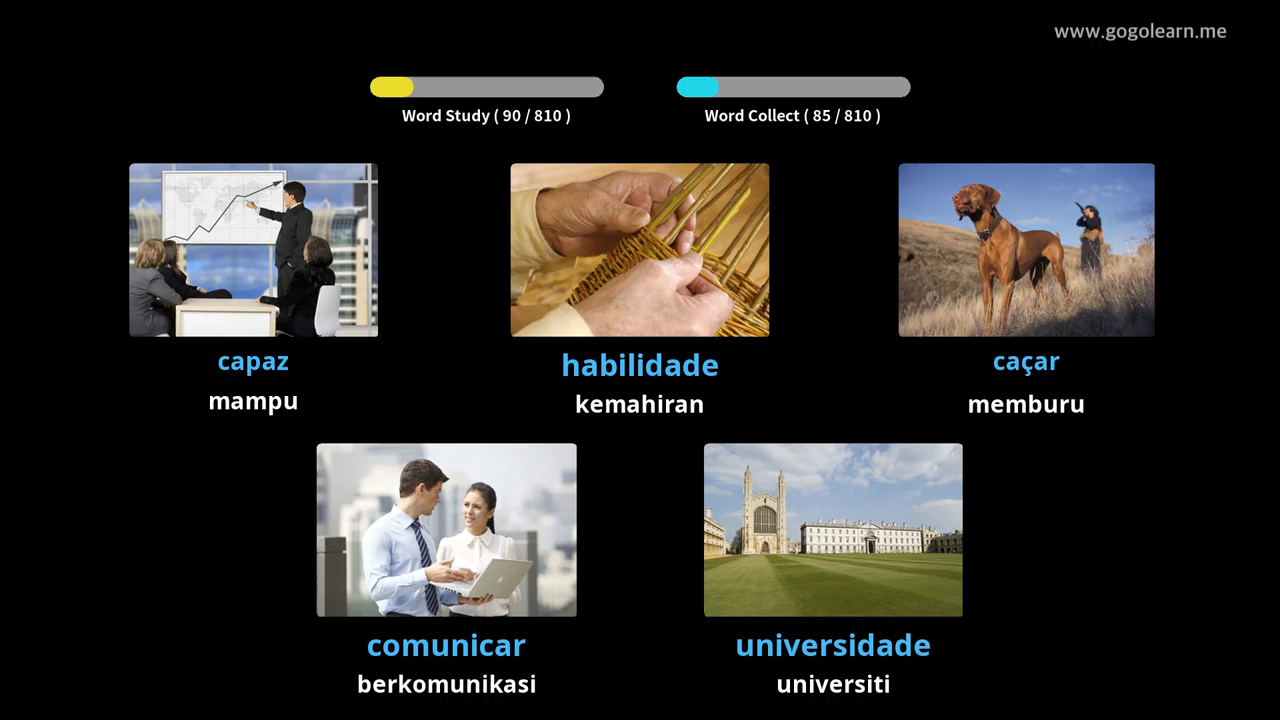 www.gogolearn.me
Word Study ( 90 / 810 )
Word Collect ( 85 / 810 )
capaz
mampu
habilidade
kemahiran
caçar
memburu
comunicar
berkomunikasi
universidade
universiti